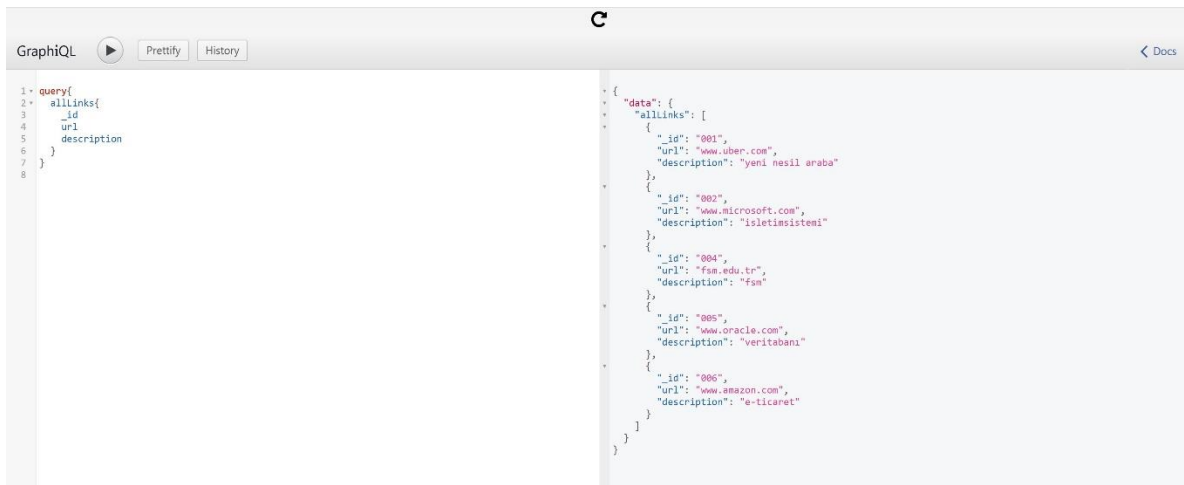 GraphiQL Prettify History Docs
1 query{
2 allLinks{
3 _id
4 url
5 description
6 }
7 }
8
{
"data": {
"allLinks": [
{
"_id": "001",
"url": "www.uber.com",
"description": "yeni nesil araba"
},
{
"_id": "002",
"url": "www.microsoft.com",
"description": "isletimsistemi"
},
{
"_id": "004",
"url": "fsm.edu.tr",
"description": "fsm"
},
{
"_id": "005",
"url": "www.oracle.com",
"description": "veritabanı"
},
{
"_id": "006",
"url": "www.amazon.com",
"description": "e-ticaret"
}
]
}
}